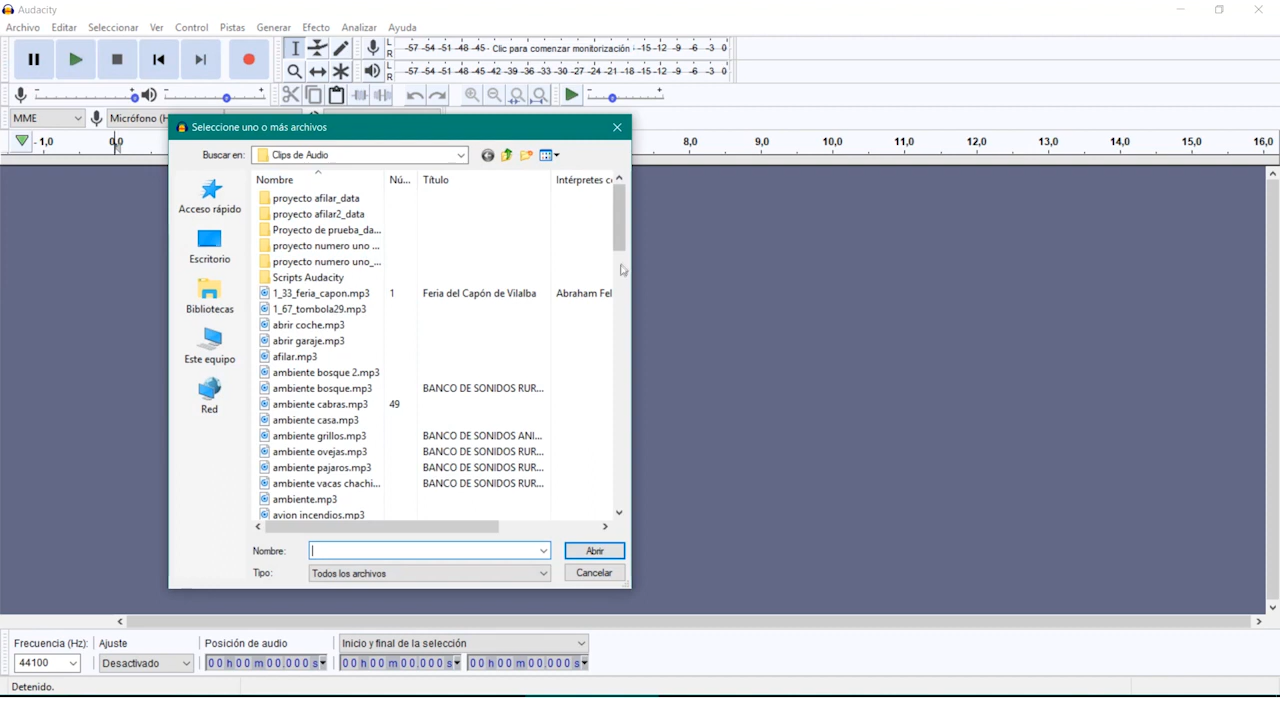 Audacity
Archivo Editar Seleccionar Ver Control Pistas Generar Efecto Analizar Ayuda
L R -57 -54 -51 -48 -45 - Clic para comenzar monitorización -15 -12 -9 -6 -3 0
L R -57 -54 -51 -48 -45 -42 -39 -36 -33 -30 -27 -24 -21 -18 -15 -12 -9 -6 -3 0
MME Micrófono (H
-1,0 0,0 8,0 9,0 10,0 11,0 12,0 13,0 14,0 15,0 16,0
Seleccione uno o más archivos
Buscar en: Clips de Audio
Nombre Nú... Título Intérpretes c
Acceso rápido
Escritorio
Bibliotecas
Este equipo
Red
proyecto afilar_data
proyecto afilar2_data
Proyecto de prueba_da...
proyecto numero uno ...
proyecto numero uno_...
Scripts Audacity
1_33_feria_capon.mp3 1 Feria del Capón de Vilalba Abraham Fel
1_67_tombola29.mp3
abrir coche.mp3
abrir garaje.mp3
afilar.mp3
ambiente bosque 2.mp3
ambiente bosque.mp3 BANCO DE SONIDOS RUR...
ambiente cabras.mp3 49
ambiente casa.mp3
ambiente grillos.mp3 BANCO DE SONIDOS ANI...
ambiente ovejas.mp3 BANCO DE SONIDOS RUR...
ambiente pajaros.mp3 BANCO DE SONIDOS RUR...
ambiente vacas chachi... BANCO DE SONIDOS RUR...
ambiente.mp3
avion incendios.mp3
Nombre: Abrir
Tipo: Todos los archivos Cancelar
Frecuencia (Hz): Ajuste Posición de audio Inicio y final de la selección
44100 Desactivado 00 h 00 m 00.000 s 00 h 00 m 00.000 s 00 h 00 m 00.000 s
Detenido.